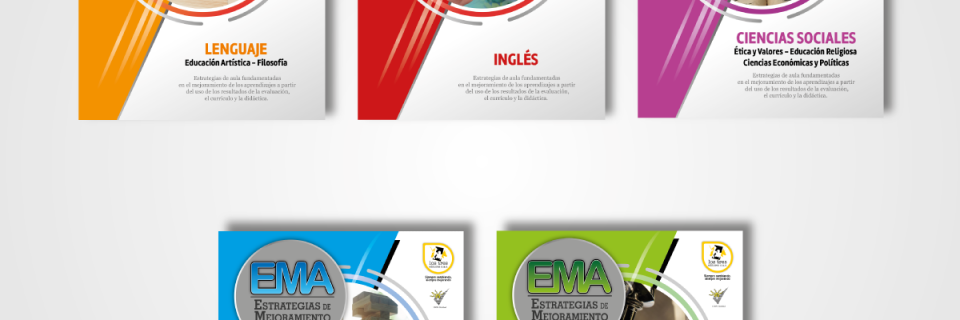 LENGUAJE
Educación Artística – Filosofía
Estrategias de aula fundamentadas
en el mejoramiento de los aprendizajes a partir
del uso de los resultados de la evaluación,
el currículo y la didáctica.
INGLÉS
Estrategias de aula fundamentadas
en el mejoramiento de los aprendizajes a partir
del uso de los resultados de la evaluación,
el currículo y la didáctica.
CIENCIAS SOCIALES
Ética y Valores – Educación Religiosa
Ciencias Económicas y Políticas
Estrategias de aula fundamentadas
en el mejoramiento de los aprendizajes a partir
del uso de los resultados de la evaluación,
el currículo y la didáctica.
EMA
ESTRATEGIAS DE
MEJORAMIENTO
EMA
ESTRATEGIAS DE
MEJORAMIENTO